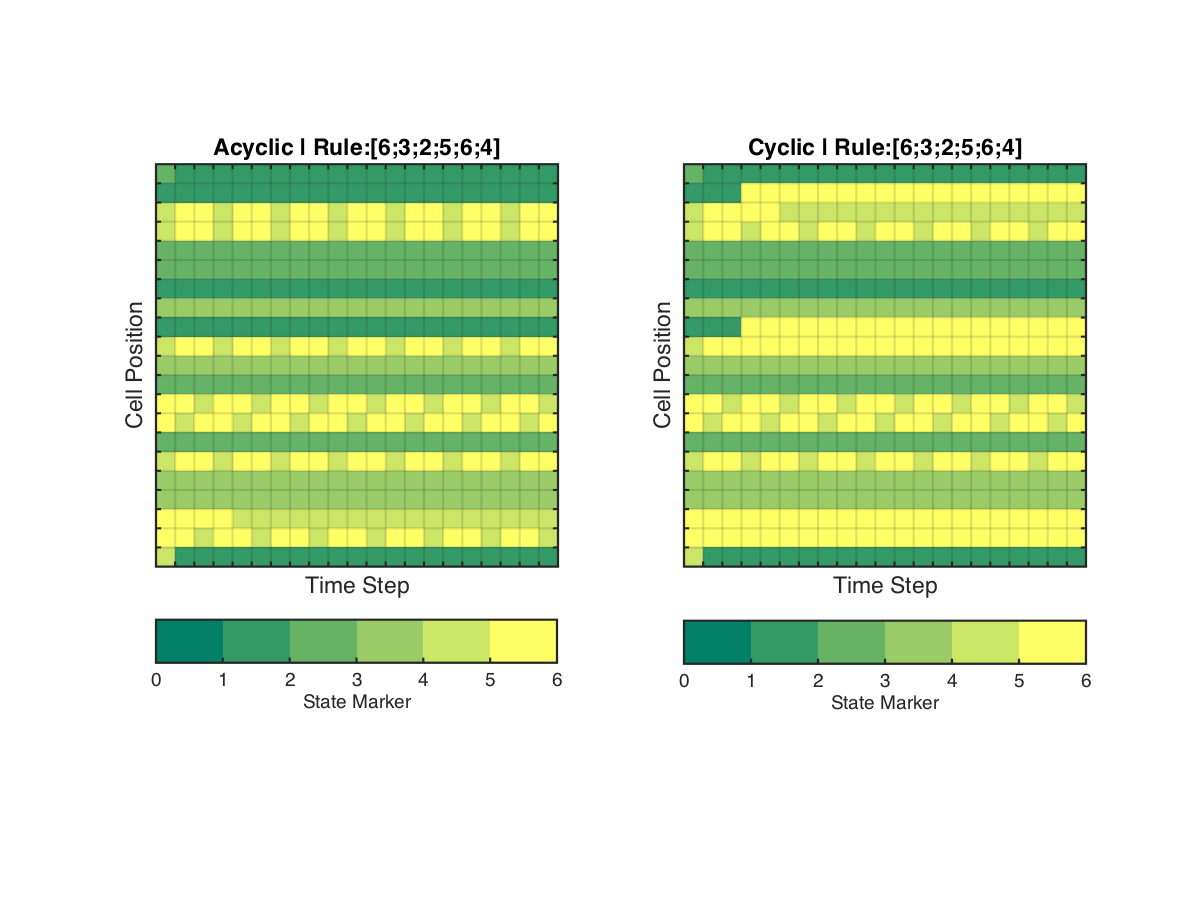 Acyclic | Rule:[6;3;2;5;6;4]
Cell Position
Time Step
0 1 2 3 4 5 6
State Marker
Cyclic | Rule:[6;3;2;5;6;4]
Cell Position
Time Step
0 1 2 3 4 5 6
State Marker